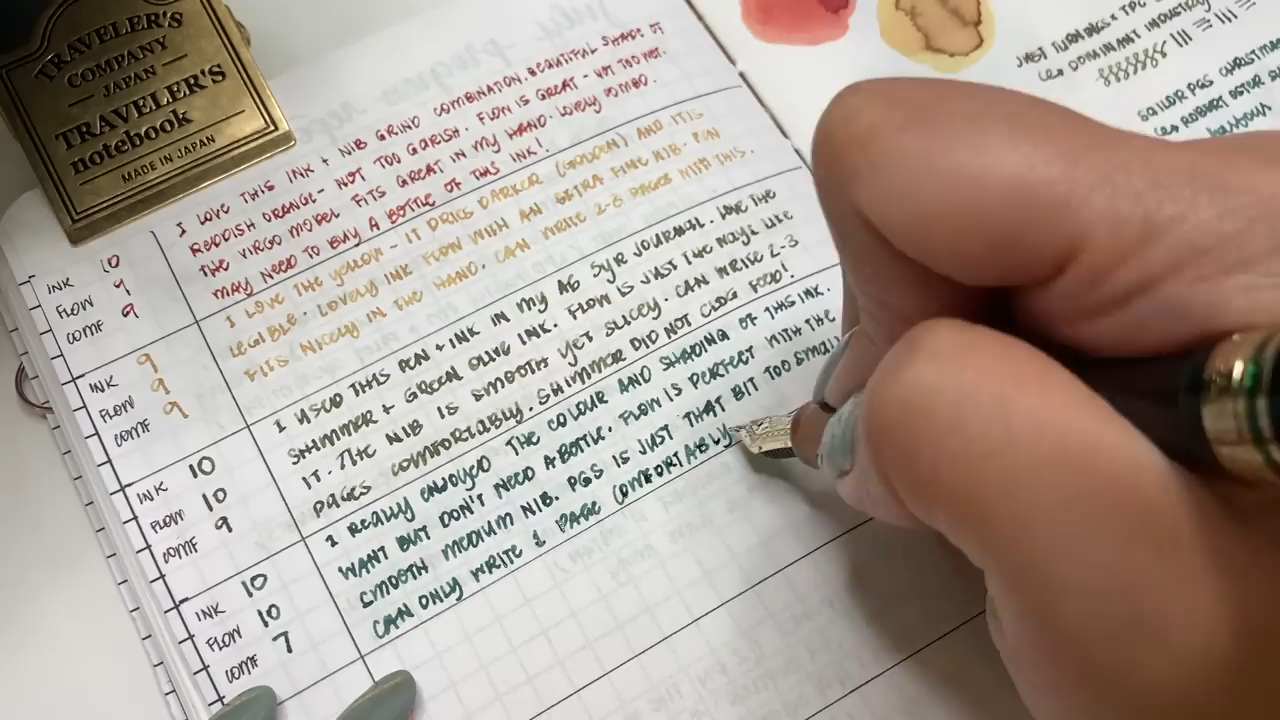 TRAVELER'S
COMPANY
JAPAN
TRAVELER'S
notebook
MADE IN JAPAN
INK 10
FLOW 9
COMF 9
I LOVE THIS INK + NIB GRIND COMBINATION. BEAUTIFUL SHADE OF
REDDISH ORANGE - NOT TOO GARISH. FLOW IS GREAT - YET TOO WET.
THE VIRGO MODEL FITS GREAT IN MY HAND. LOVELY COMBO.
MAY NEED TO BUY A BOTTLE OF THIS INK!
INK 9
FLOW 9
COMF 9
I LOVE THE YELLOW - IT DRIES DARKER (GOLDEN) AND IT IS
LEGIBLE. LOVELY INK FLOW WITH AN EXTRA FINE NIB. PEN
FITS NICELY IN THE HAND. CAN WRITE 2-3 PAGES WITH THIS.
INK 10
FLOW 10
COMF 9
I USED THIS PEN + INK IN MY A6 5YR JOURNAL. LOVE THE
SHIMMER + GREEN OLIVE INK. FLOW IS JUST THE WAY I LIKE
IT. THE NIB IS SMOOTH YET SLICEY. CAN WRITE 2-3
PAGES COMFORTABLY. SHIMMER DID NOT CLOG FEED!
INK 10
FLOW 10
COMF 7
I REALLY ENJOYED THE COLOUR AND SHADING OF THIS INK.
WANT BUT DON'T NEED A BOTTLE. FLOW IS PERFECT WITH THE
SMOOTH MEDIUM NIB. PGS IS JUST THAT BIT TOO SMALL
CAN ONLY WRITE 1 PAGE COMFORTABLY
JUST TURNINGS X TPC
DOMINANT INDUSTRY
SAILOR PGS CHRISTMAS
ROBERT OSTER